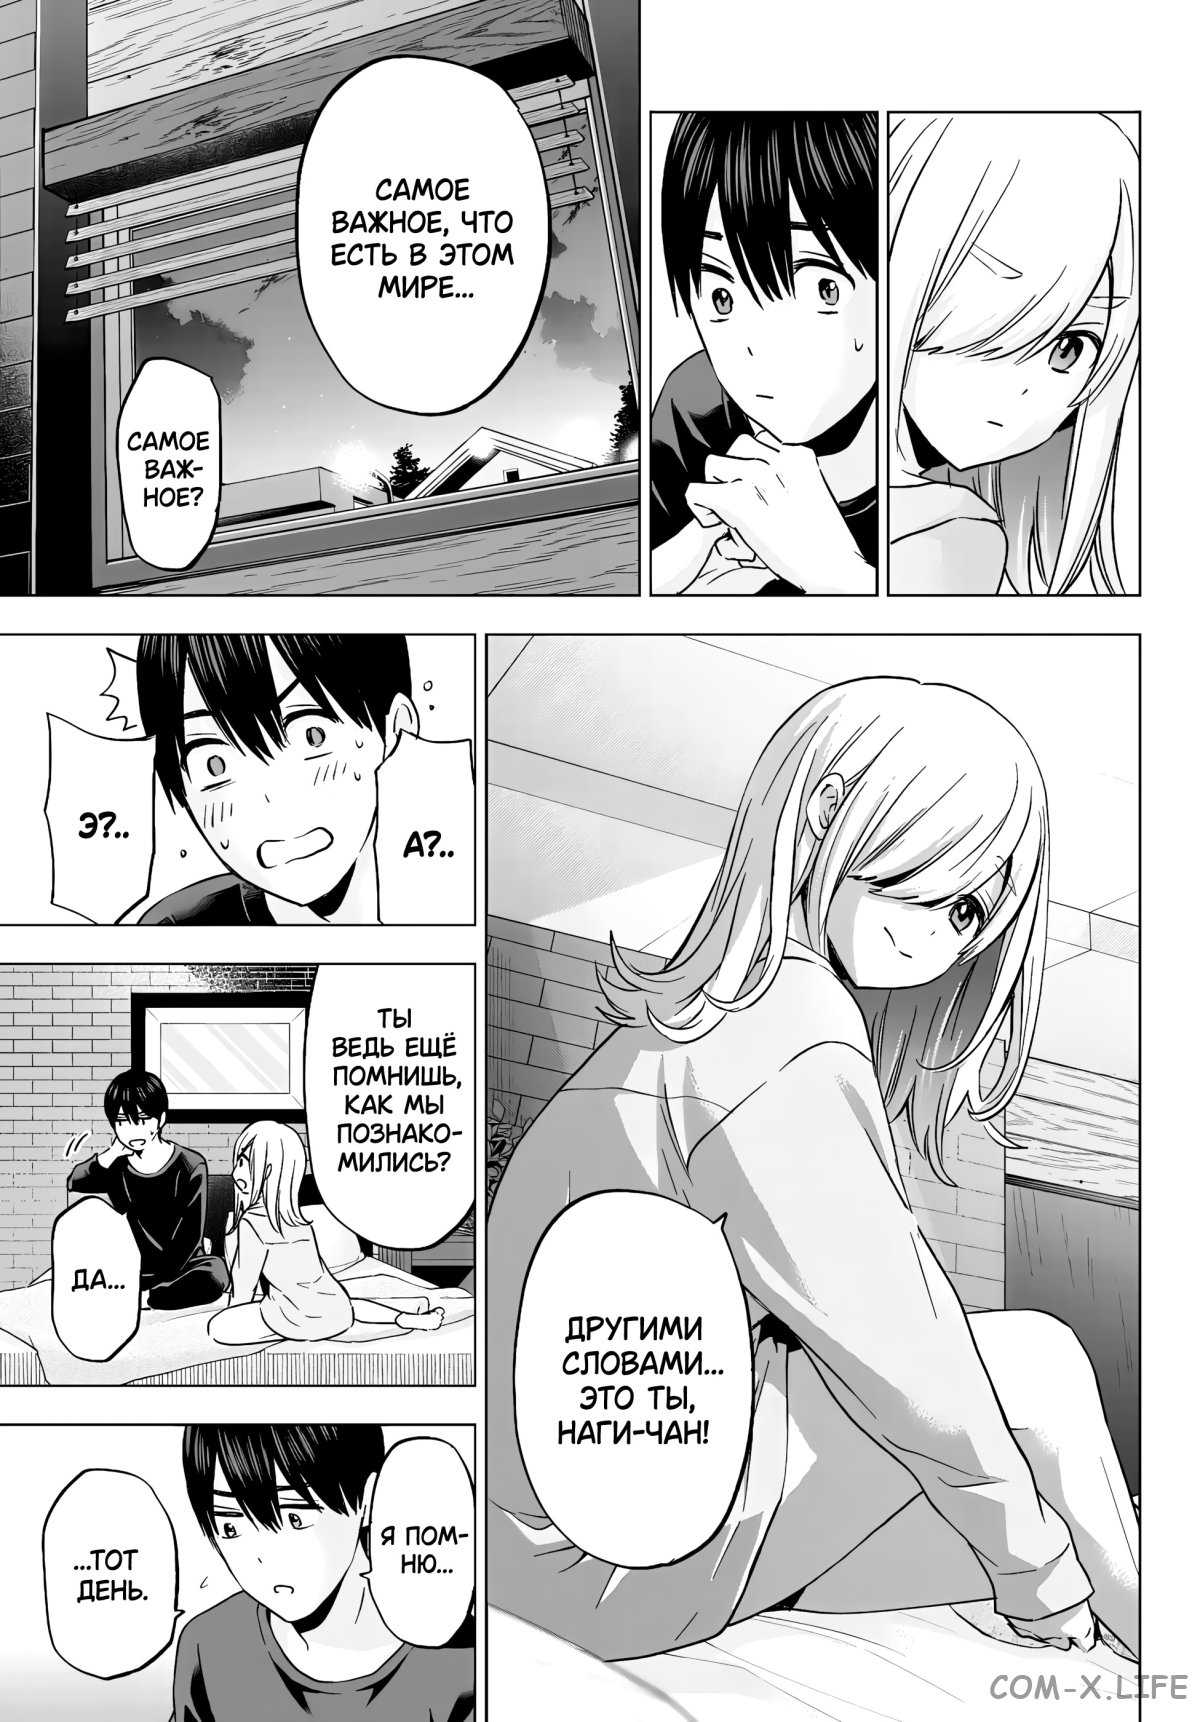 САМОЕ
ВАЖНОЕ, ЧТО
ЕСТЬ В ЭТОМ
МИРЕ...
САМОЕ
ВАЖ-
НОЕ?
ДРУГИМИ
СЛОВАМИ...
ЭТО ТЫ,
НАГИ-ЧАН!
А?..
Э?..
ТЫ
ВЕДЬ ЕЩЁ
ПОМНИШЬ,
КАК МЫ
ПОЗНАКО-
МИЛИСЬ?
ДА...
Я ПОМ-
НЮ...
...ТОТ
ДЕНЬ.
COM-X.LIFE